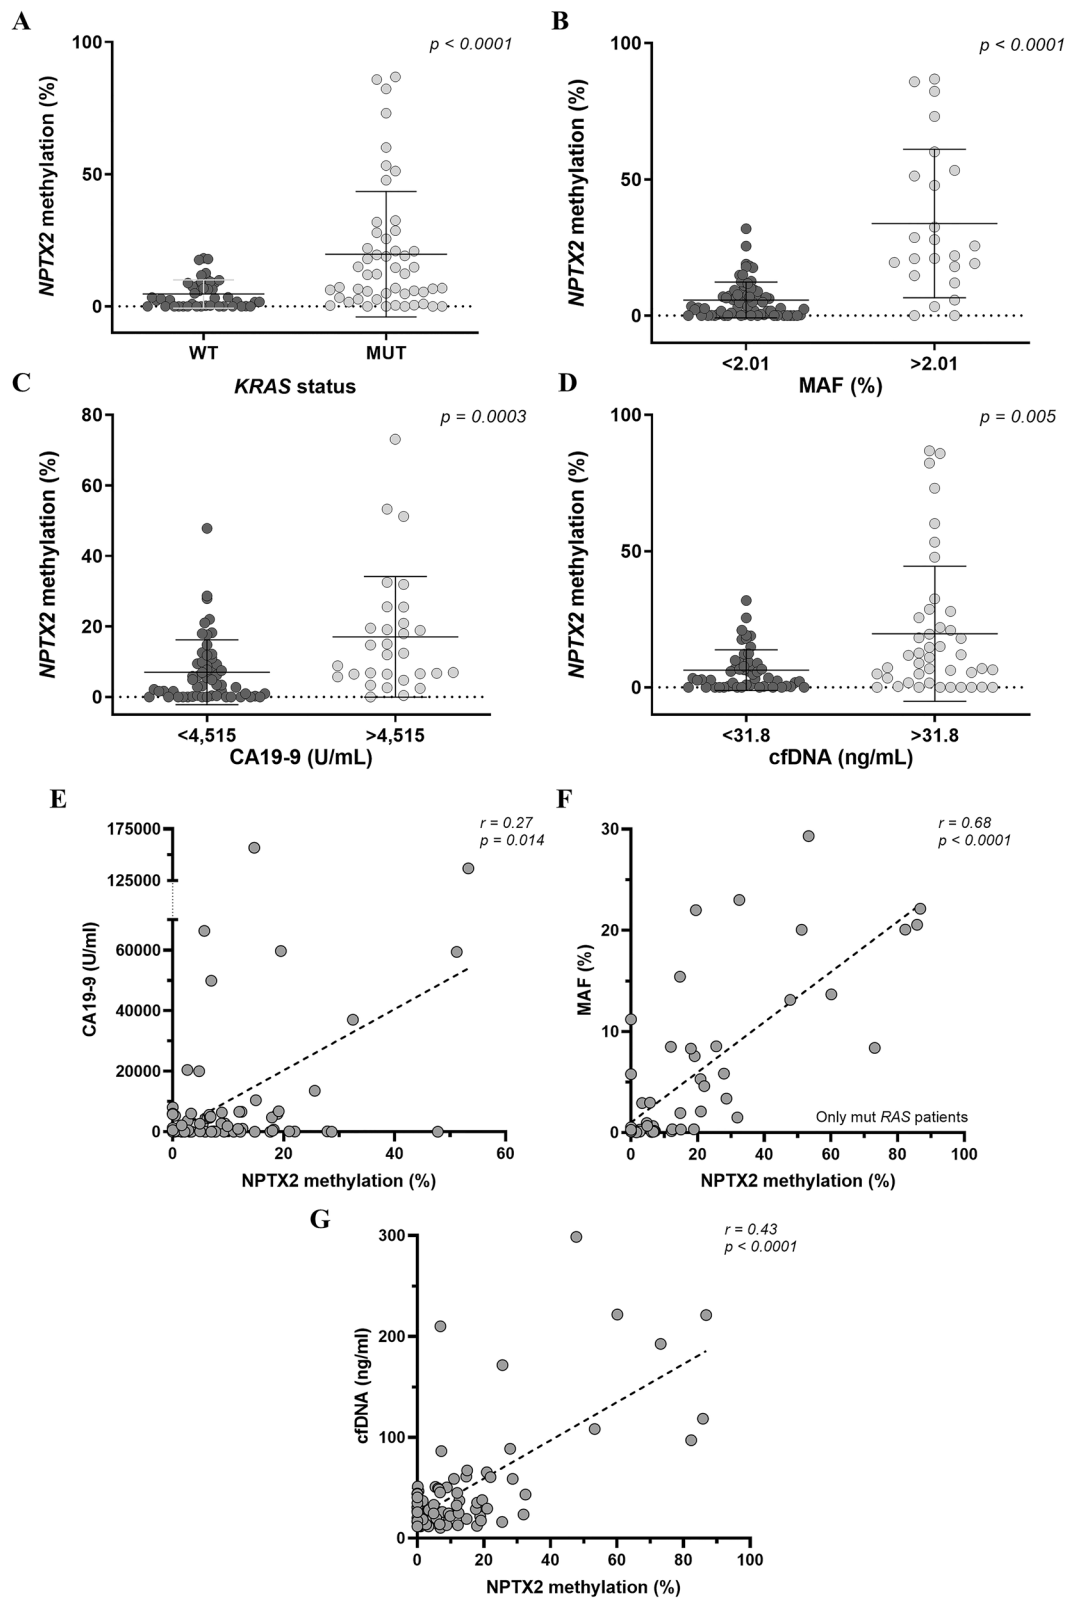 A
p < 0.0001
NPTX2 methylation (%)
100
50
0
WT MUT
KRAS status
B
p < 0.0001
NPTX2 methylation (%)
100
50
0
<2.01 >2.01
MAF (%)
C
p = 0.0003
NPTX2 methylation (%)
80
60
40
20
0
<4,515 >4,515
CA19-9 (U/mL)
D
p = 0.005
NPTX2 methylation (%)
100
50
0
<31.8 >31.8
cfDNA (ng/mL)
E
r = 0.27
p = 0.014
CA19-9 (U/ml)
175000
125000
60000
40000
20000
0
0 20 40 60
NPTX2 methylation (%)
F
r = 0.68
p < 0.0001
MAF (%)
30
20
10
0
Only mut RAS patients
0 20 40 60 80 100
NPTX2 methylation (%)
G
r = 0.43
p < 0.0001
cfDNA (ng/ml)
300
200
100
0
0 20 40 60 80 100
NPTX2 methylation (%)